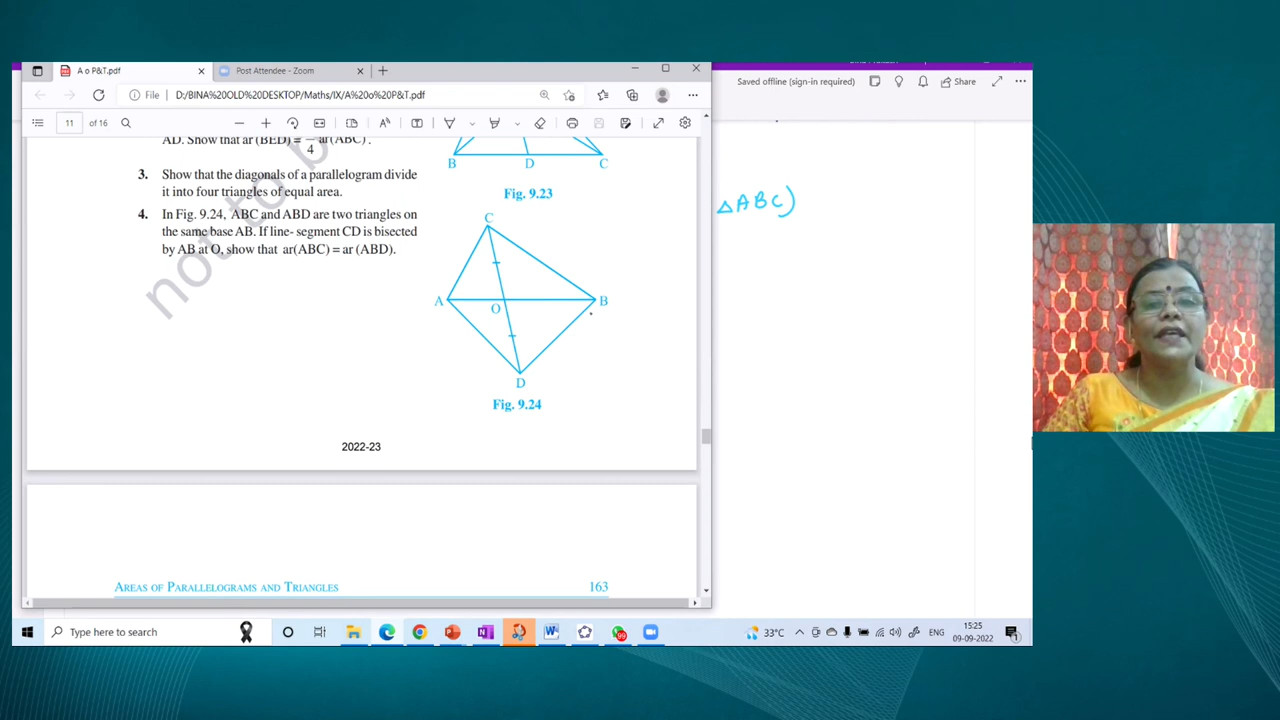 A o P&T.pdf
Post Attendee - Zoom
File
D:/BINA%20OLD%20DESKTOP/Maths/IX/A%20o%20P&T.pdf
Saved offline (sign-in required)
Share
11 of 16
AD. Show that ar (BED) = 1/4 ar(ABC).
B D C
3. Show that the diagonals of a parallelogram divide
it into four triangles of equal area.
Fig. 9.23
4. In Fig. 9.24, ABC and ABD are two triangles on
the same base AB. If line- segment CD is bisected
by AB at O, show that ar(ABC) = ar (ABD).
not to b
C
A
O
B
D
Fig. 9.24
△ABC)
2022-23
AREAS OF PARALLELOGRAMS AND TRIANGLES
163
Type here to search
99
33°C
ENG
15:25
09-09-2022
1